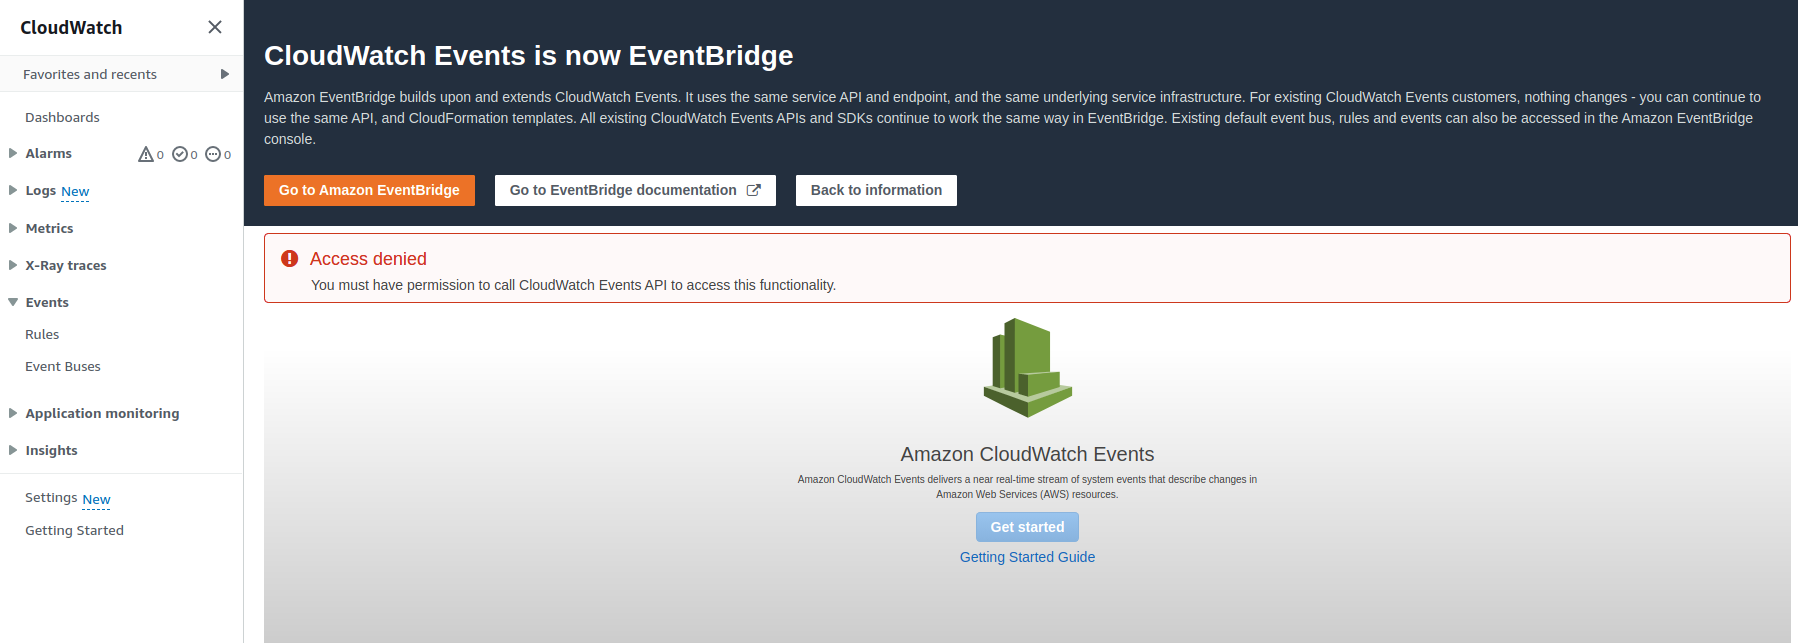 CloudWatch
Favorites and recents
Dashboards
Alarms 0 0 0
Logs New
Metrics
X-Ray traces
Events
Rules
Event Buses
Application monitoring
Insights
Settings New
Getting Started
CloudWatch Events is now EventBridge
Amazon EventBridge builds upon and extends CloudWatch Events. It uses the same service API and endpoint, and the same underlying service infrastructure. For existing CloudWatch Events customers, nothing changes - you can continue to
use the same API, and CloudFormation templates. All existing CloudWatch Events APIs and SDKs continue to work the same way in EventBridge. Existing default event bus, rules and events can also be accessed in the Amazon EventBridge
console.
Go to Amazon EventBridge Go to EventBridge documentation Back to information
Access denied
You must have permission to call CloudWatch Events API to access this functionality.
Amazon CloudWatch Events
Amazon CloudWatch Events delivers a near real-time stream of system events that describe changes in
Amazon Web Services (AWS) resources.
Get started
Getting Started Guide